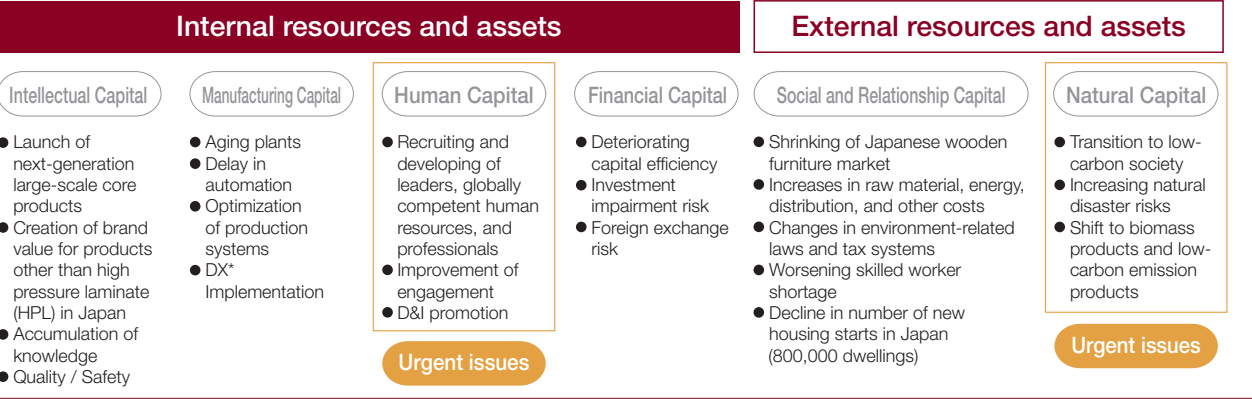 Internal resources and assets
External resources and assets
Intellectual Capital
● Launch of
next-generation
large-scale core
products
● Creation of brand
value for products
other than high
pressure laminate
(HPL) in Japan
● Accumulation of
knowledge
● Quality / Safety
Manufacturing Capital
● Aging plants
● Delay in
automation
● Optimization
of production
systems
● DX*
Implementation
Human Capital
● Recruiting and
developing of
leaders, globally
competent human
resources, and
professionals
● Improvement of
engagement
● D&I promotion
Urgent issues
Financial Capital
● Deteriorating
capital efficiency
● Investment
impairment risk
● Foreign exchange
risk
Social and Relationship Capital
● Shrinking of Japanese wooden
furniture market
● Increases in raw material, energy,
distribution, and other costs
● Changes in environment-related
laws and tax systems
● Worsening skilled worker
shortage
● Decline in number of new
housing starts in Japan
(800,000 dwellings)
Natural Capital
● Transition to low-
carbon society
● Increasing natural
disaster risks
● Shift to biomass
products and low-
carbon emission
products
Urgent issues